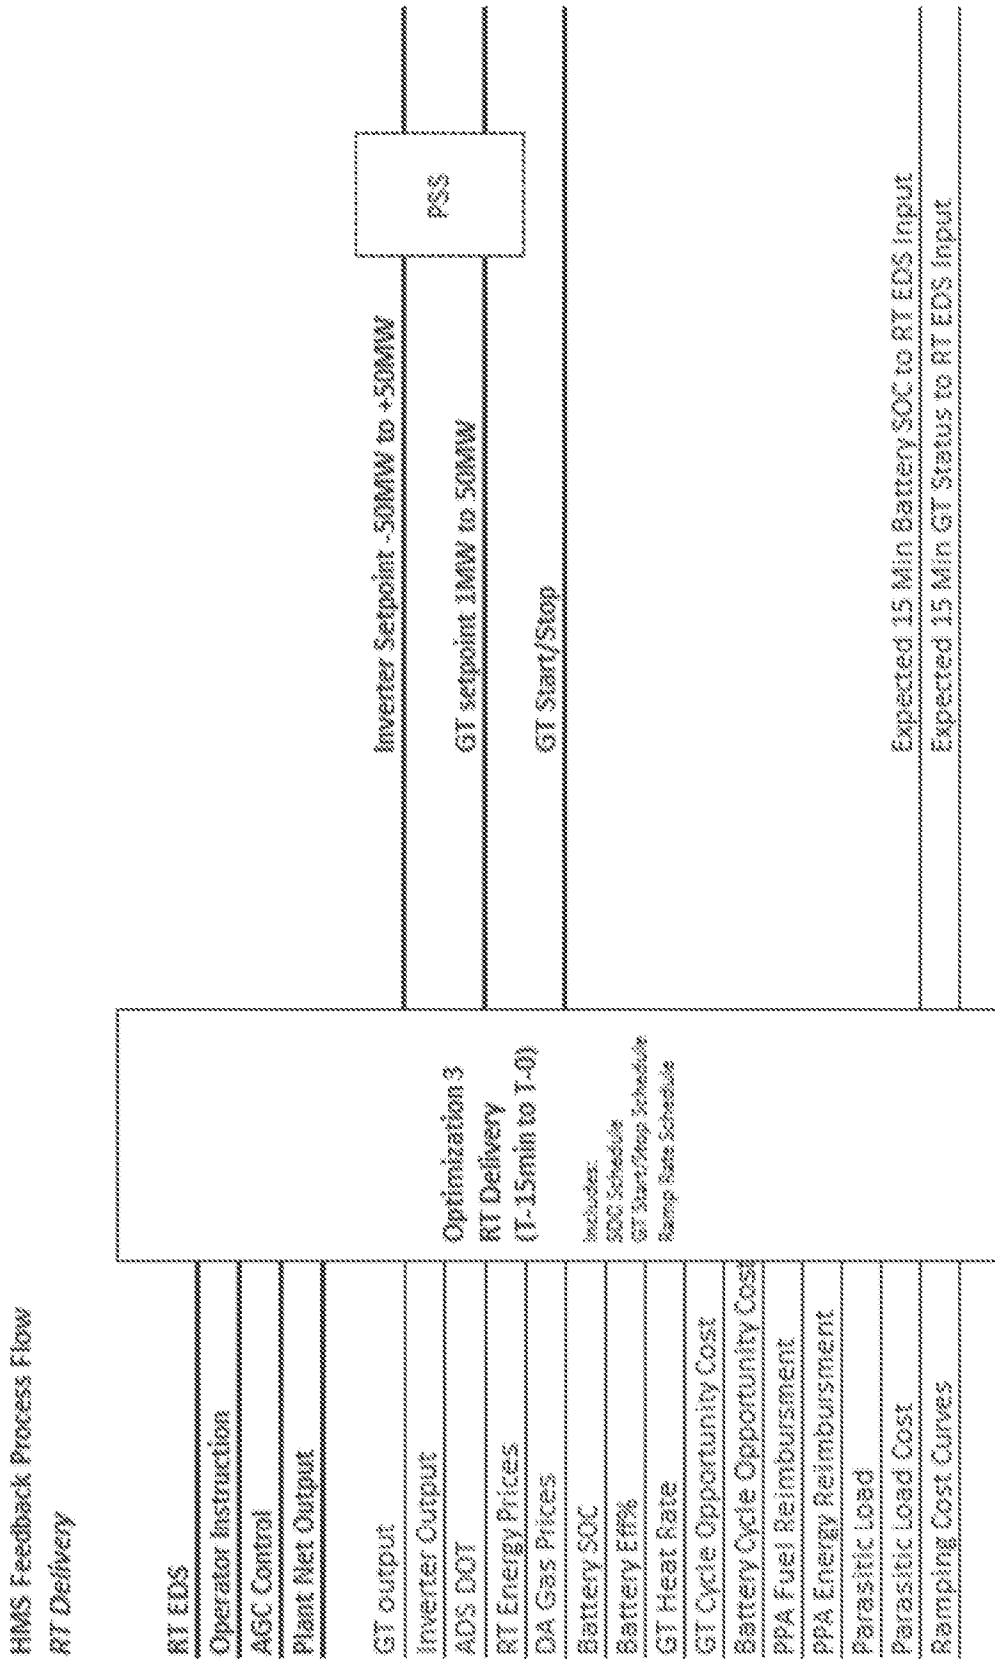 HMS Feedback Process Flow
RT Delivery
RT EDS
Operator Instruction
AGC Control
Plant Net Output
GT output
Inverter Output
ADS DOT
RT Energy Prices
DA Gas Prices
Battery SOC
Battery Eff%
GT Heat Rate
GT Cycle Opportunity Cost
Battery Cycle Opportunity Cost
PPA Fuel Reimbursment
PPA Energy Reimbursment
Parasitic Load
Parasitic Load Cost
Ramping Cost Curves
Optimization 3
RT Delivery
(T-15min to T-0)
Includes:
SOC Schedule
GT Start/Stop Schedule
Ramp Rate Schedule
Inverter Setpoint -50MW to +50MW
GT setpoint 1MW to 50MW
GT Start/Stop
PSS
Expected 15 Min Battery SOC to RT EDS Input
Expected 15 Min GT Status to RT EDS Input